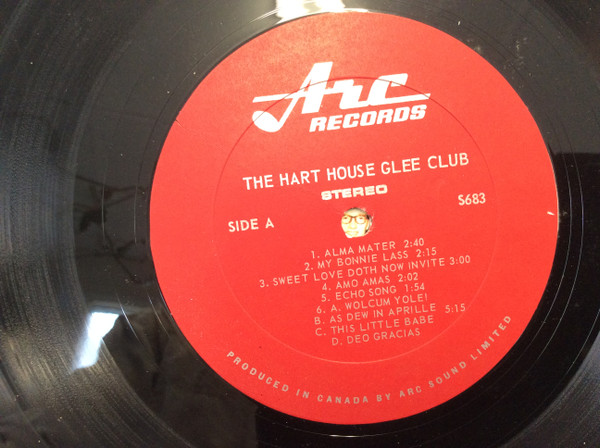 Arc
RECORDS
THE HART HOUSE GLEE CLUB
STEREO
SIDE A
S683
1. ALMA MATER 2:40
2. MY BONNIE LASS 2:15
3. SWEET LOVE DOTH NOW INVITE 3:00
4. AMO AMAS 2:02
5. ECHO SONG 1:54
6. A. WOLCUM YOLE!
B. AS DEW IN APRILLE
C. THIS LITTLE BABE 5:15
D. DEO GRACIAS
PRODUCED IN CANADA BY ARC SOUND LIMITED